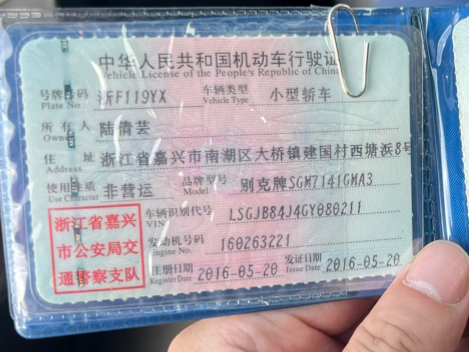 中华人民共和国机动车行驶证
Vehicle License of the People's Republic of China
号牌号码 浙F119YX 车辆类型 小型轿车
Plate No. Vehicle Type
所有人 陆倩芸
Owner
住址 浙江省嘉兴市南湖区大桥镇建国村西塘浜8号
Address
使用性质 非营运 品牌型号 别克牌SGM7141GMA3
Use Character Model
浙江省嘉兴
市公安局交
通警察支队
车辆识别代号 LSGJB84J4GY080211
VIN
发动机号码 160263221
Engine No.
注册日期 2016-05-20 发证日期 2016-05-20
Register Date Issue Date